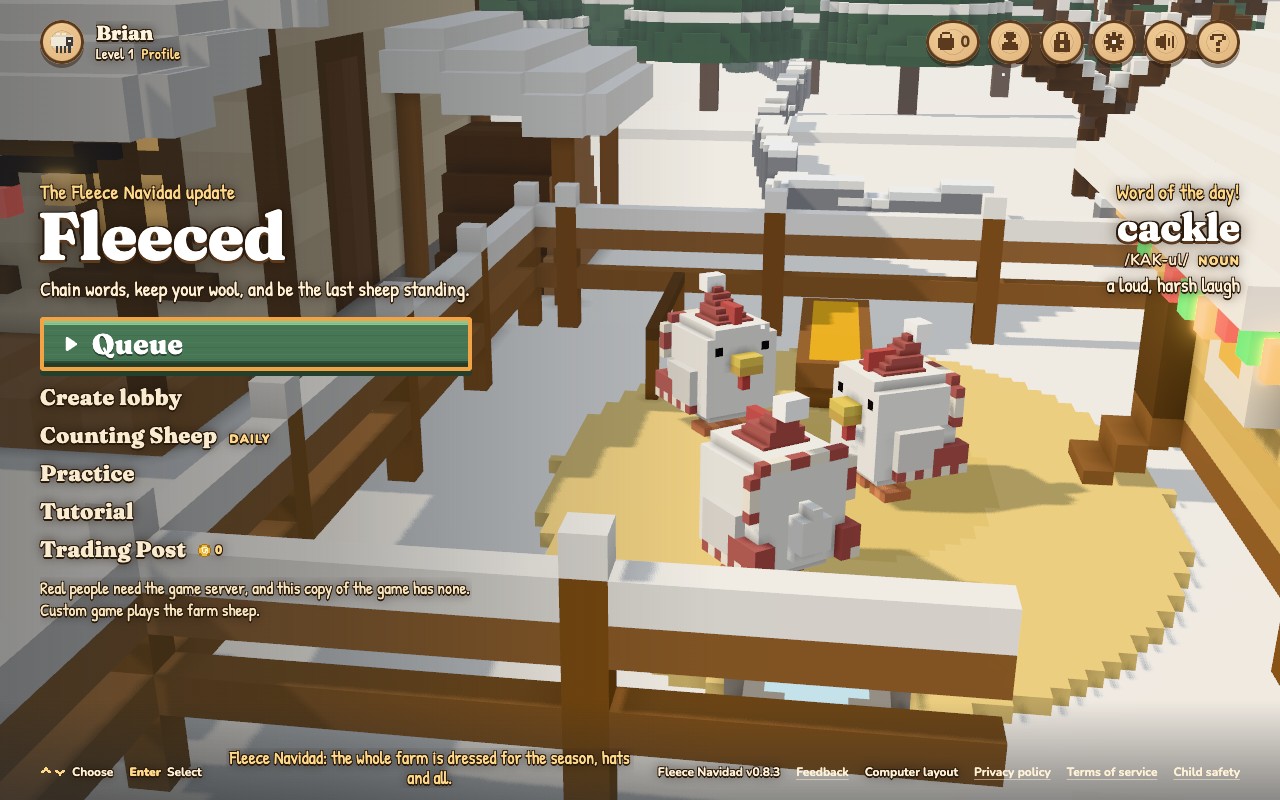 Brian
Level 1 Profile
0
The Fleece Navidad update
Fleeced
Chain words, keep your wool, and be the last sheep standing.
Queue
Create lobby
Counting Sheep DAILY
Practice
Tutorial
Trading Post 0
Real people need the game server, and this copy of the game has none.
Custom game plays the farm sheep.
Word of the day!
cackle
/KAK-ul/ NOUN
a loud, harsh laugh
Choose Enter Select
Fleece Navidad: the whole farm is dressed for the season, hats
and all.
Fleece Navidad v0.8.3 Feedback Computer layout Privacy policy Terms of service Child safety